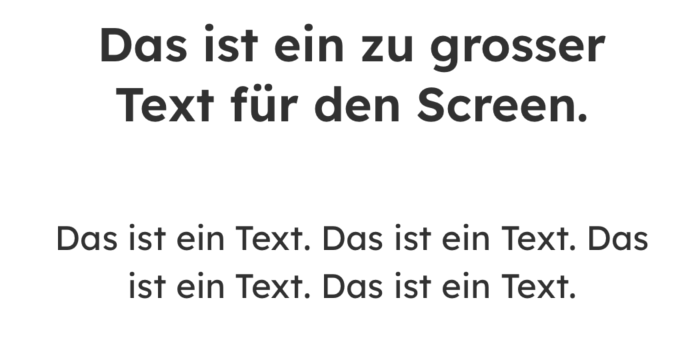 Das ist ein zu grosser
Text für den Screen.
Das ist ein Text. Das ist ein Text. Das
ist ein Text. Das ist ein Text.